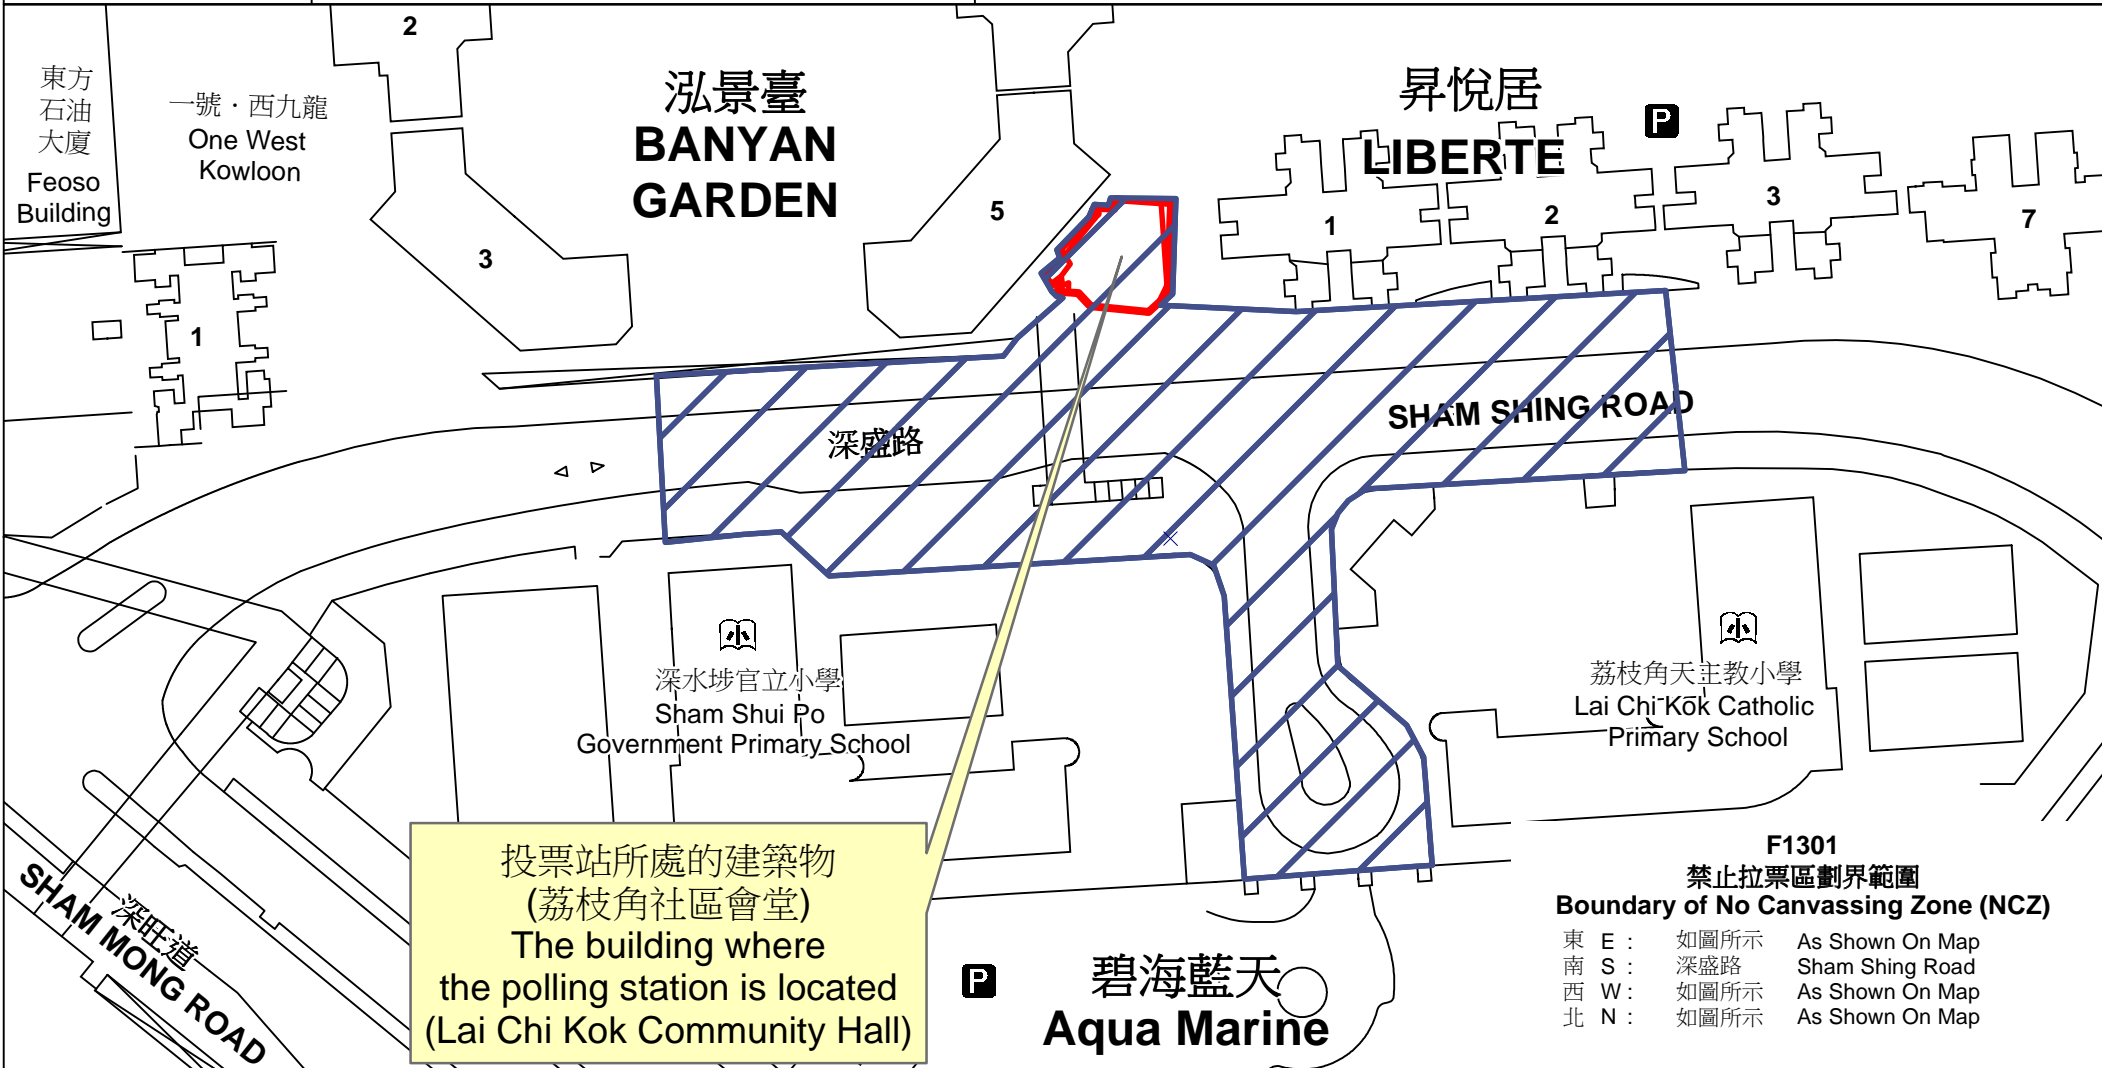 2
東方
石油
大廈
Feoso
Building
一號．西九龍
One West
Kowloon
泓景臺
BANYAN
GARDEN
昇悅居
P
LIBERTE
5
3
1
1
2
3
7
深盛路
SHAM SHING ROAD
小
深水埗官立小學
Sham Shui Po
Government Primary School
小
荔枝角天主教小學
Lai Chi Kok Catholic
Primary School
深旺道
SHAM MONG ROAD
投票站所處的建築物
(荔枝角社區會堂)
The building where
the polling station is located
(Lai Chi Kok Community Hall)
P
碧海藍天
Aqua Marine
F1301
禁止拉票區劃界範圍
Boundary of No Canvassing Zone (NCZ)
東 E : 如圖所示 As Shown On Map
南 S : 深盛路 Sham Shing Road
西 W : 如圖所示 As Shown On Map
北 N : 如圖所示 As Shown On Map